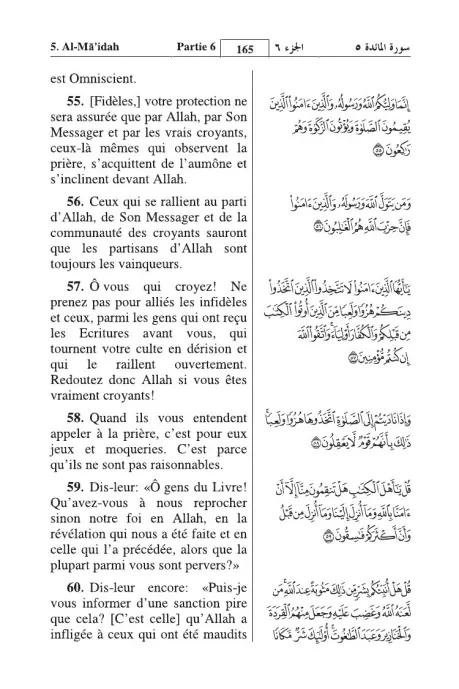 5. Al-Mā’idah Partie 6 165 الجزء ٦ سورة المائدة ٥
est Omniscient.
55. [Fidèles,] votre protection ne
sera assurée que par Allah, par Son
Messager et par les vrais croyants,
ceux-là mêmes qui observent la
prière, s’acquittent de l’aumône et
s’inclinent devant Allah.
56. Ceux qui se rallient au parti
d’Allah, de Son Messager et de la
communauté des croyants sauront
que les partisans d’Allah sont
toujours les vainqueurs.
57. Ô vous qui croyez! Ne
prenez pas pour alliés les infidèles
et ceux, parmi les gens qui ont reçu
les Ecritures avant vous, qui
tournent votre culte en dérision et
qui le raillent ouvertement.
Redoutez donc Allah si vous êtes
vraiment croyants!
58. Quand ils vous entendent
appeler à la prière, c’est pour eux
jeux et moqueries. C’est parce
qu’ils ne sont pas raisonnables.
59. Dis-leur: «Ô gens du Livre!
Qu’avez-vous à nous reprocher
sinon notre foi en Allah, en la
révélation qui nous a été faite et en
celle qui l’a précédée, alors que la
plupart parmi vous sont pervers?»
60. Dis-leur encore: «Puis-je
vous informer d’une sanction pire
que cela? [C’est celle] qu’Allah a
infligée à ceux qui ont été maudits
إِنَّمَا وَلِيُّكُمُ ٱللَّهُ وَرَسُولُهُۥ وَٱلَّذِينَ ءَامَنُوا۟ ٱلَّذِينَ
يُقِيمُونَ ٱلصَّلَوٰةَ وَيُؤْتُونَ ٱلزَّكَوٰةَ وَهُمْ
رَٰكِعُونَ ٥٥
وَمَن يَتَوَلَّ ٱللَّهَ وَرَسُولَهُۥ وَٱلَّذِينَ ءَامَنُوا۟
فَإِنَّ حِزْبَ ٱللَّهِ هُمُ ٱلْغَٰلِبُونَ ٥٦
يَٰٓأَيُّهَا ٱلَّذِينَ ءَامَنُوا۟ لَا تَتَّخِذُوا۟ ٱلَّذِينَ ٱتَّخَذُوا۟
دِينَكُمْ هُزُوًا وَلَعِبًا مِّنَ ٱلَّذِينَ أُوتُوا۟ ٱلْكِتَٰبَ
مِن قَبْلِكُمْ وَٱلْكُفَّارَ أَوْلِيَآءَ ۚ وَٱتَّقُوا۟ ٱللَّهَ
إِن كُنتُم مُّؤْمِنِينَ ٥٧
وَإِذَا نَادَيْتُمْ إِلَى ٱلصَّلَوٰةِ ٱتَّخَذُوهَا هُزُوًا وَلَعِبًا ۚ
ذَٰلِكَ بِأَنَّهُمْ قَوْمٌ لَّا يَعْقِلُونَ ٥٨
قُلْ يَٰٓأَهْلَ ٱلْكِتَٰبِ هَلْ تَنقِمُونَ مِنَّآ إِلَّآ أَنْ
ءَامَنَّا بِٱللَّهِ وَمَآ أُنزِلَ إِلَيْنَا وَمَآ أُنزِلَ مِن قَبْلُ
وَأَنَّ أَكْثَرَكُمْ فَٰسِقُونَ ٥٩
قُلْ هَلْ أُنَبِّئُكُم بِشَرٍّ مِّن ذَٰلِكَ مَثُوبَةً عِندَ ٱللَّهِ ۚ مَن
لَّعَنَهُ ٱللَّهُ وَغَضِبَ عَلَيْهِ وَجَعَلَ مِنْهُمُ ٱلْقِرَدَةَ
وَٱلْخَنَازِيرَ وَعَبَدَ ٱلطَّٰغُوتَ ۚ أُو۟لَٰٓئِكَ شَرٌّ مَّكَانًا